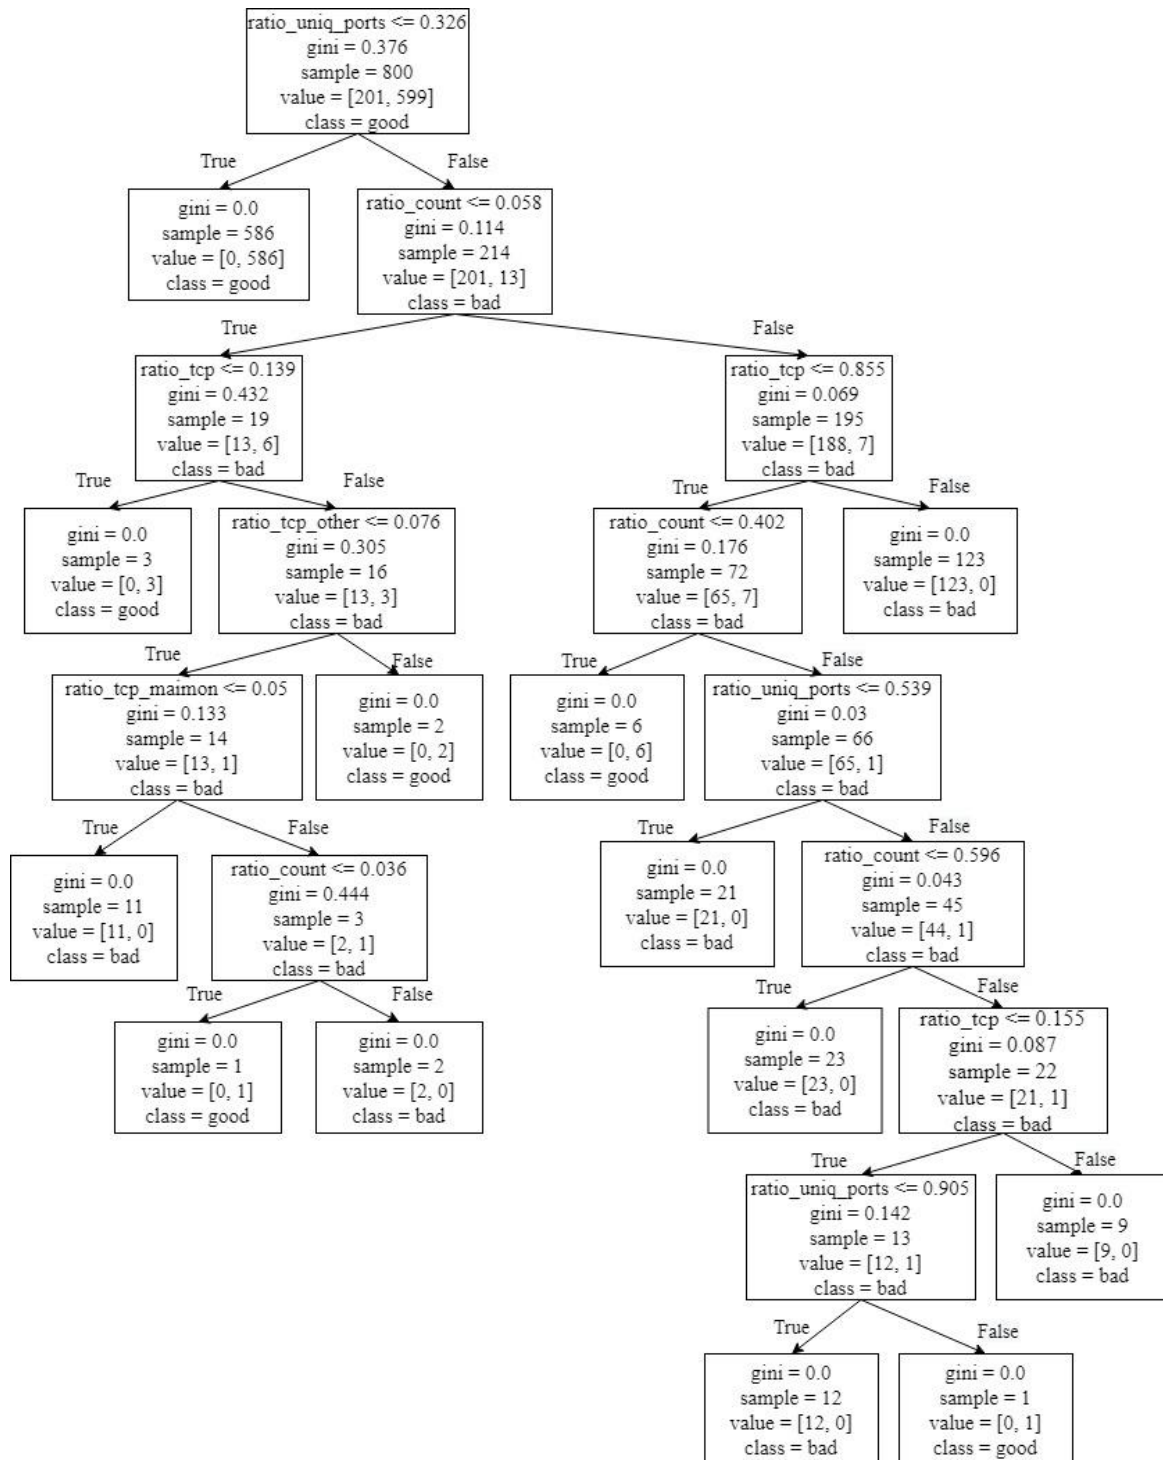 ratio_uniq_ports <= 0.326
gini = 0.376
sample = 800
value = [201, 599]
class = good
True
False
gini = 0.0
sample = 586
value = [0, 586]
class = good
ratio_count <= 0.058
gini = 0.114
sample = 214
value = [201, 13]
class = bad
True
False
ratio_tcp <= 0.139
gini = 0.432
sample = 19
value = [13, 6]
class = bad
ratio_tcp <= 0.855
gini = 0.069
sample = 195
value = [188, 7]
class = bad
True
False
True
False
gini = 0.0
sample = 3
value = [0, 3]
class = good
ratio_tcp_other <= 0.076
gini = 0.305
sample = 16
value = [13, 3]
class = bad
ratio_count <= 0.402
gini = 0.176
sample = 72
value = [65, 7]
class = bad
gini = 0.0
sample = 123
value = [123, 0]
class = bad
True
False
True
False
ratio_tcp_maimon <= 0.05
gini = 0.133
sample = 14
value = [13, 1]
class = bad
gini = 0.0
sample = 2
value = [0, 2]
class = good
gini = 0.0
sample = 6
value = [0, 6]
class = good
ratio_uniq_ports <= 0.539
gini = 0.03
sample = 66
value = [65, 1]
class = bad
True
False
True
False
gini = 0.0
sample = 11
value = [11, 0]
class = bad
ratio_count <= 0.036
gini = 0.444
sample = 3
value = [2, 1]
class = bad
gini = 0.0
sample = 21
value = [21, 0]
class = bad
ratio_count <= 0.596
gini = 0.043
sample = 45
value = [44, 1]
class = bad
True
False
True
False
gini = 0.0
sample = 1
value = [0, 1]
class = good
gini = 0.0
sample = 2
value = [2, 0]
class = bad
gini = 0.0
sample = 23
value = [23, 0]
class = bad
ratio_tcp <= 0.155
gini = 0.087
sample = 22
value = [21, 1]
class = bad
True
False
ratio_uniq_ports <= 0.905
gini = 0.142
sample = 13
value = [12, 1]
class = bad
gini = 0.0
sample = 9
value = [9, 0]
class = bad
True
False
gini = 0.0
sample = 12
value = [12, 0]
class = bad
gini = 0.0
sample = 1
value = [0, 1]
class = good